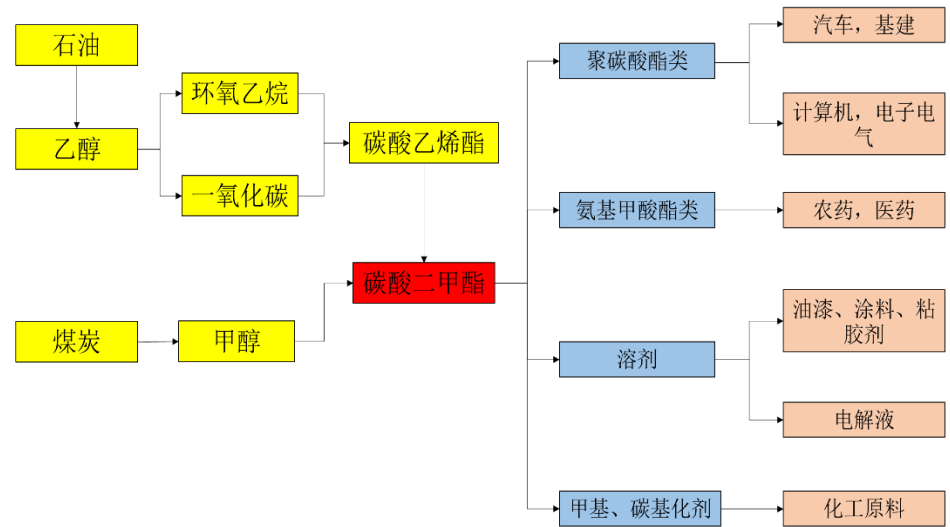 石油
乙醇
环氧乙烷
一氧化碳
碳酸乙烯酯
煤炭
甲醇
碳酸二甲酯
聚碳酸酯类
氨基甲酸酯类
溶剂
甲基、碳基化剂
汽车，基建
计算机，电子电
气
农药，医药
油漆、涂料、粘
胶剂
电解液
化工原料